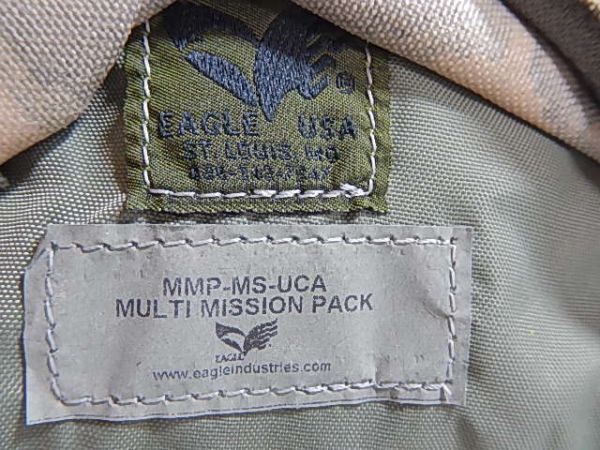 ©
EAGLE USA
ST. LOUIS, MO
MMP-MS-UCA
MULTI MISSION PACK
EAGLE
www.eagleindustries.com